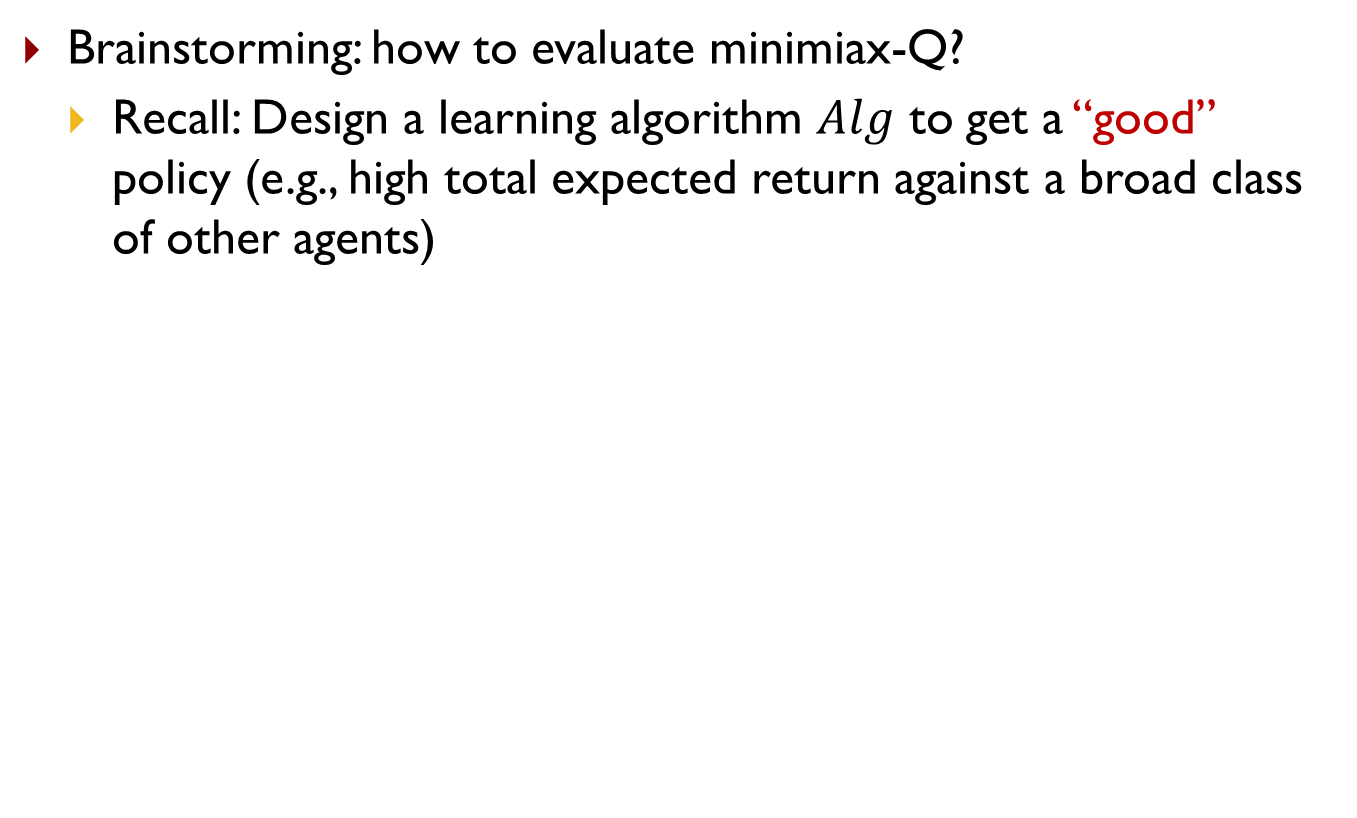 Brainstorming: how to evaluate minimiax-Q?
Recall: Design a learning algorithm 𝐴𝑙𝑔 to get a “good”
policy (e.g., high total expected return against a broad class
of other agents)